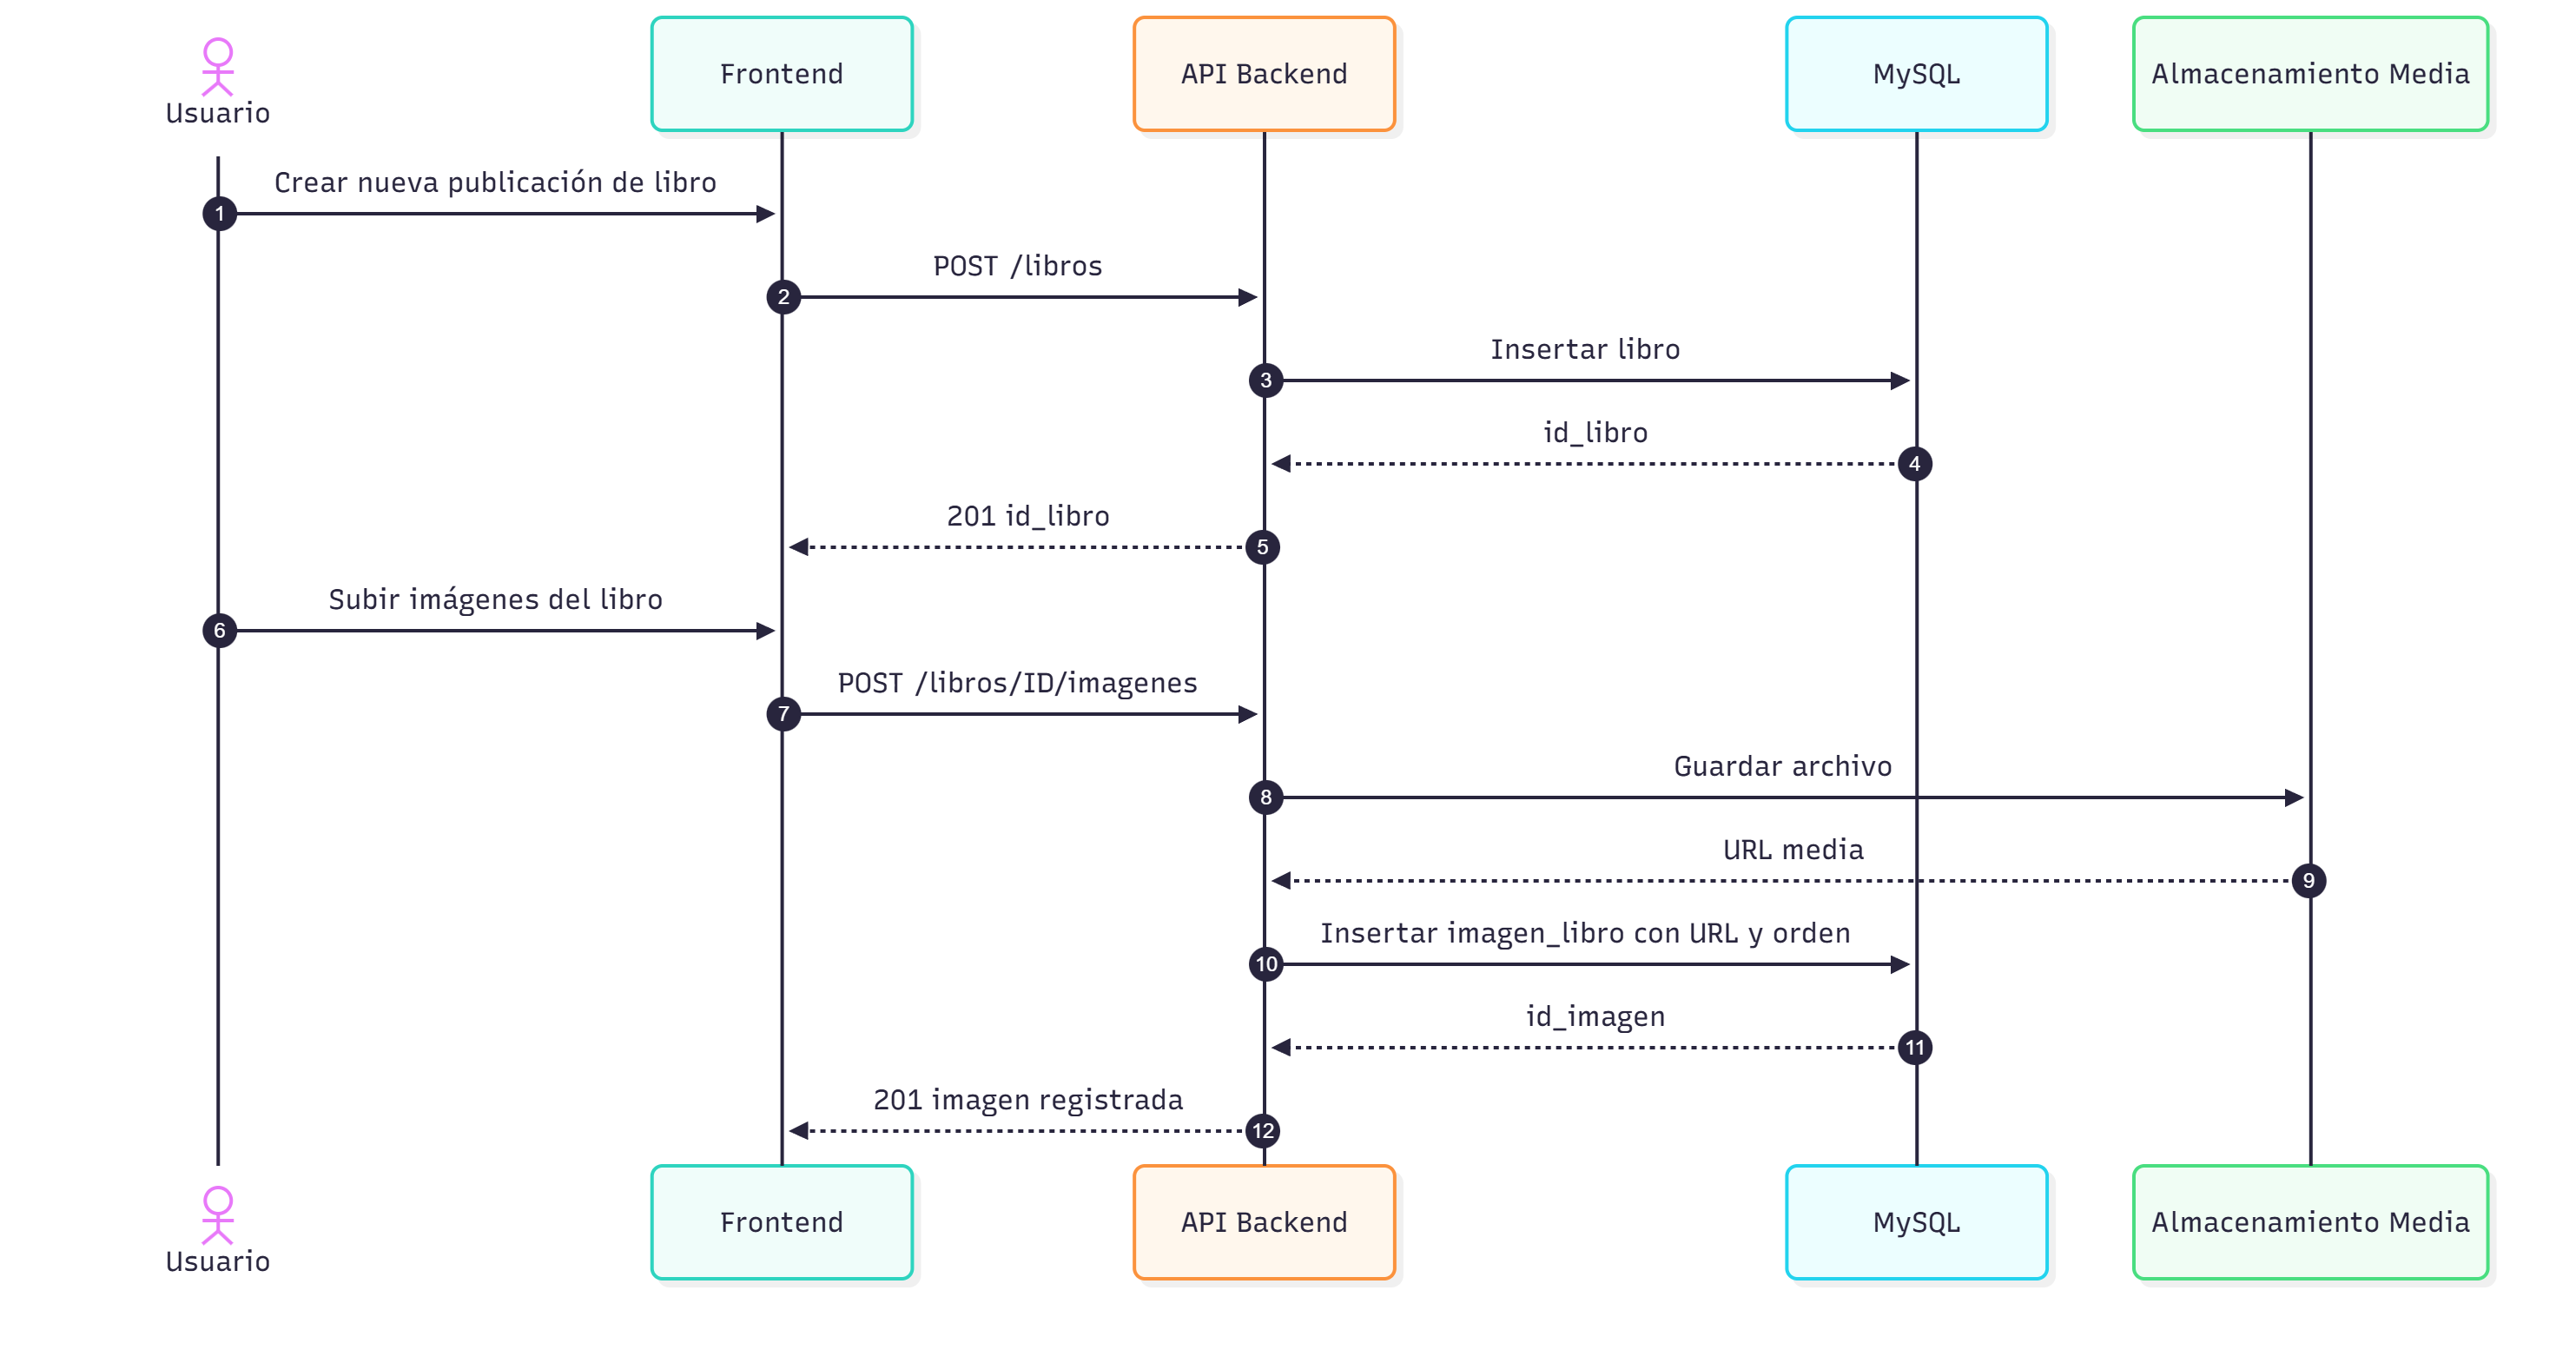 Usuario
Frontend
API Backend
MySQL
Almacenamiento Media
Crear nueva publicación de libro
1
POST /libros
2
Insertar libro
3
id_libro
4
201 id_libro
5
Subir imágenes del libro
6
POST /libros/ID/imagenes
7
Guardar archivo
8
URL media
9
Insertar imagen_libro con URL y orden
10
id_imagen
11
201 imagen registrada
12
Usuario
Frontend
API Backend
MySQL
Almacenamiento Media